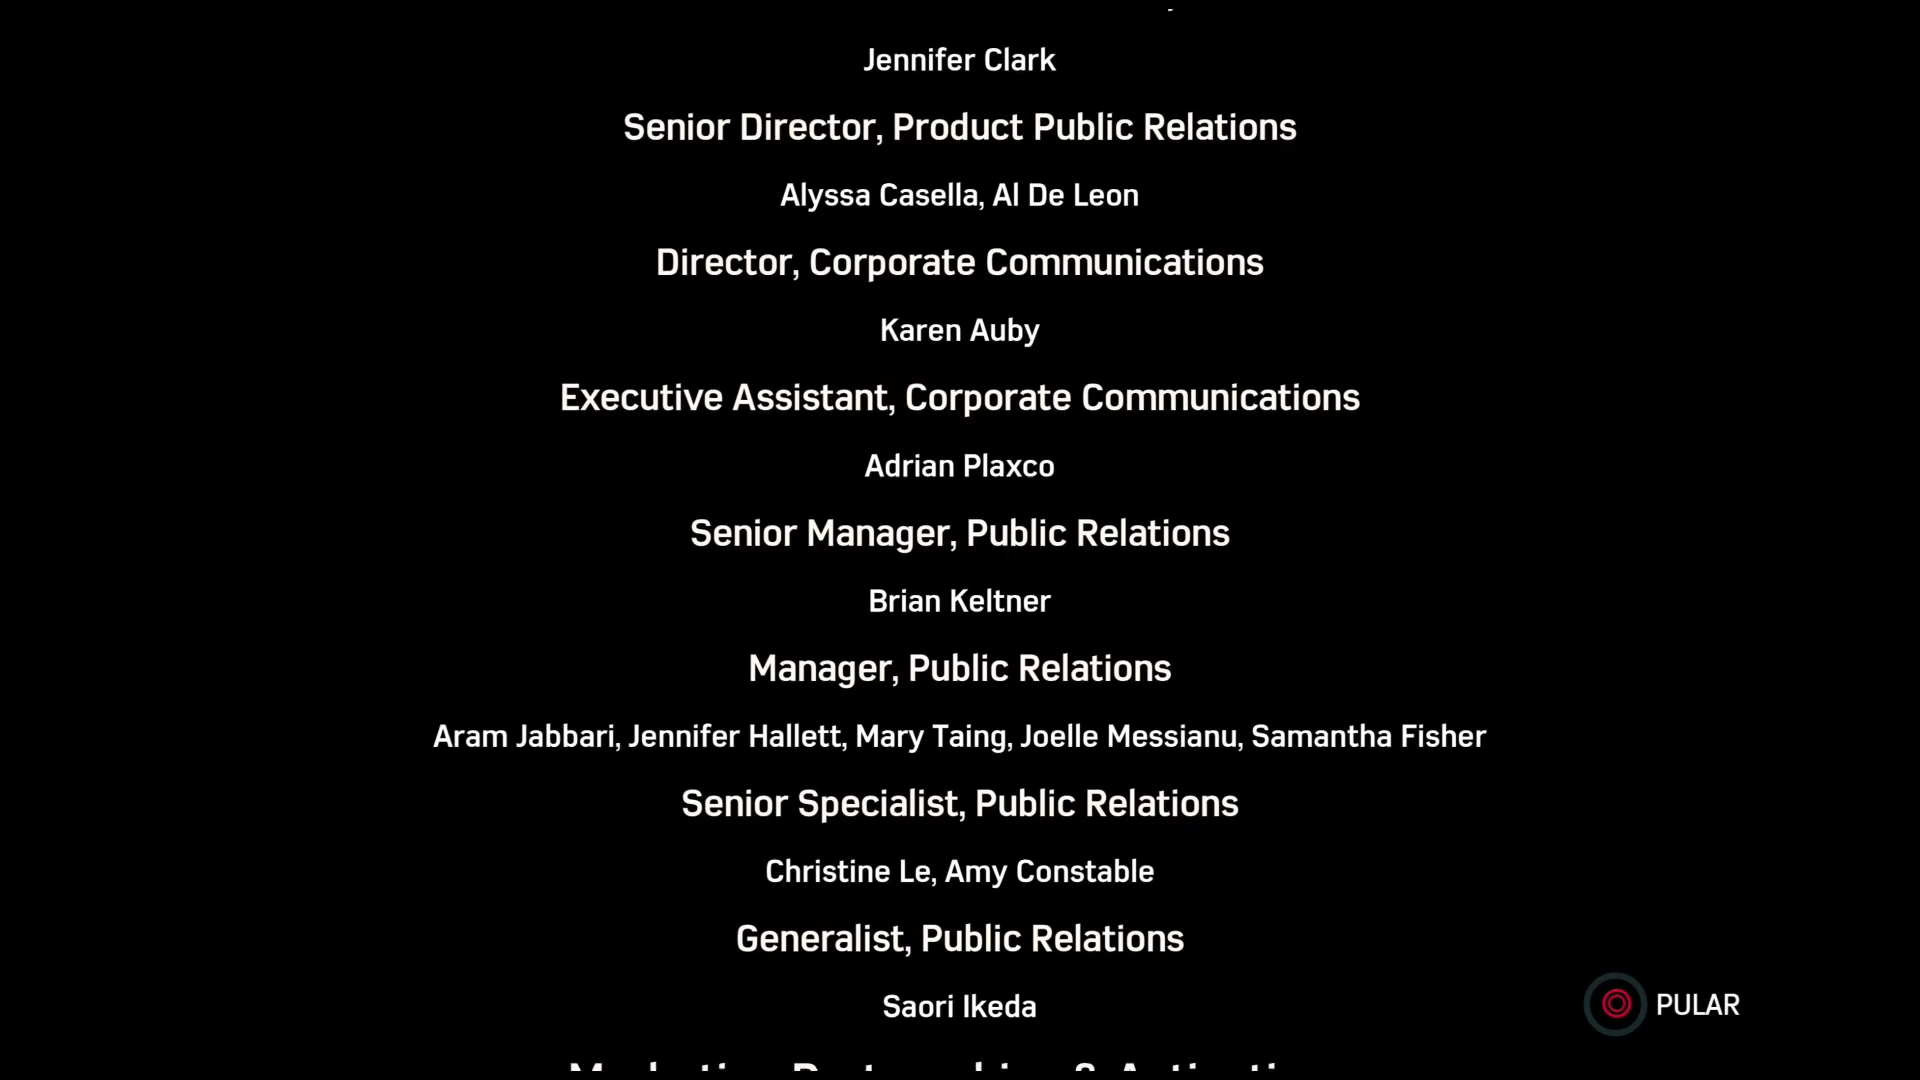 Jennifer Clark
Senior Director, Product Public Relations
Alyssa Casella, Al De Leon
Director, Corporate Communications
Karen Auby
Executive Assistant, Corporate Communications
Adrian Plaxco
Senior Manager, Public Relations
Brian Keltner
Manager, Public Relations
Aram Jabbari, Jennifer Hallett, Mary Taing, Joelle Messianu, Samantha Fisher
Senior Specialist, Public Relations
Christine Le, Amy Constable
Generalist, Public Relations
Saori Ikeda
PULAR